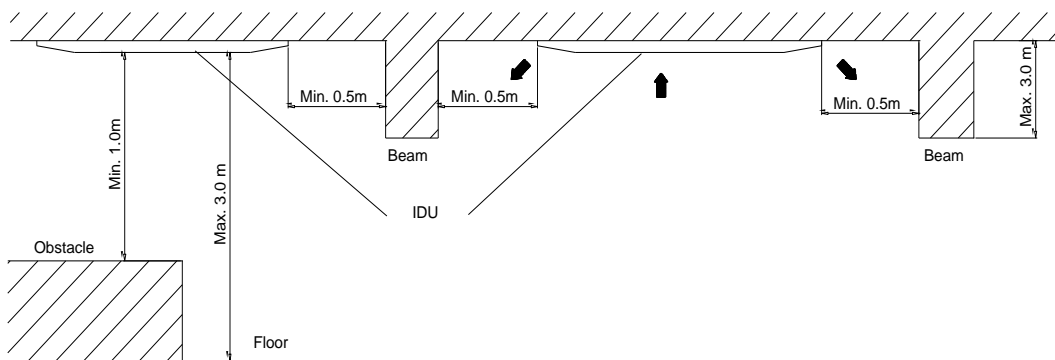 Min. 0.5m
Min. 0.5m
Min. 0.5m
Max. 3.0 m
Min. 1.0m
Max. 3.0 m
Beam
Beam
IDU
Obstacle
Floor